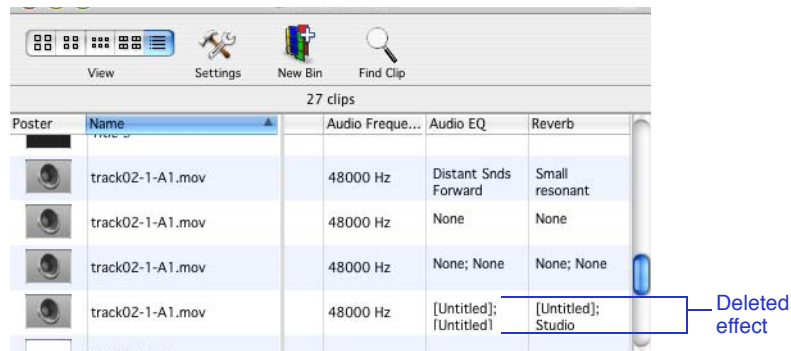 View Settings New Bin Find Clip
27 clips
Poster Name Audio Freque... Audio EQ Reverb
track02-1-A1.mov 48000 Hz Distant Snds Forward Small resonant
track02-1-A1.mov 48000 Hz None None
track02-1-A1.mov 48000 Hz None; None None; None
track02-1-A1.mov 48000 Hz [Untitled]; [Untitled] [Untitled]; Studio
Deleted
effect